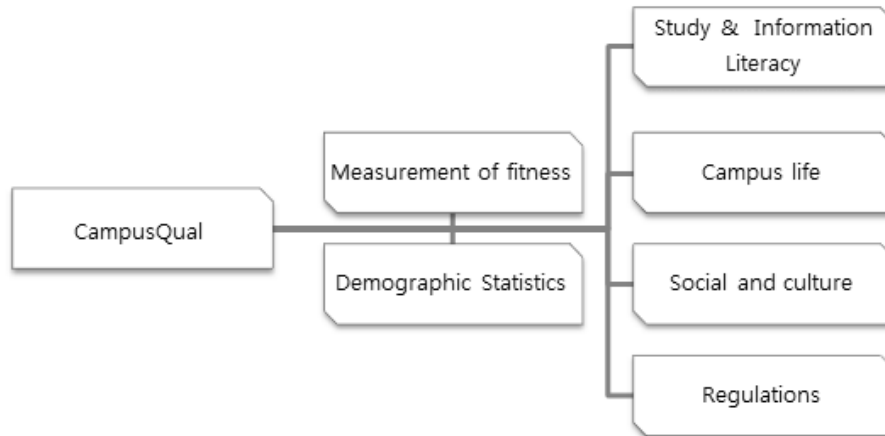 CampusQual
Measurement of fitness
Demographic Statistics
Study & Information
Literacy
Campus life
Social and culture
Regulations